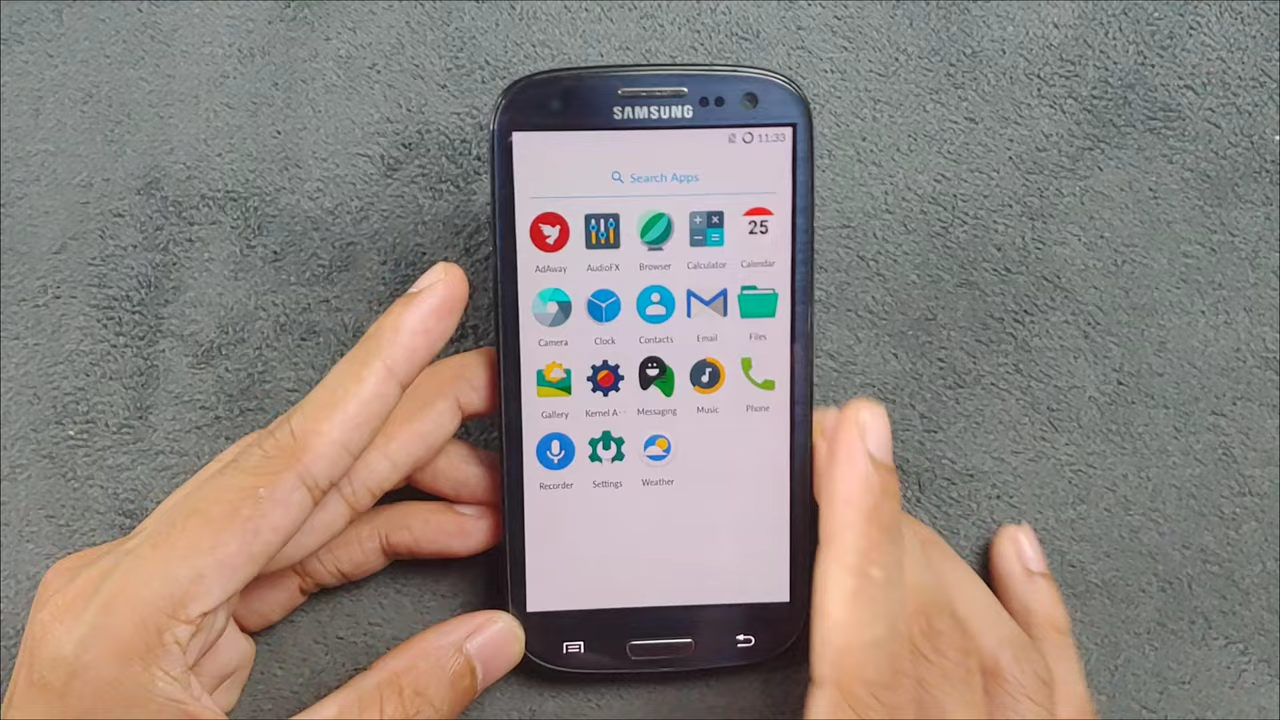 SAMSUNG
11:33
Search Apps
25
AdAway AudioFX Browser Calculator Calendar
Camera Clock Contacts Email Files
Gallery Kernel A·· Messaging Music Phone
Recorder Settings Weather